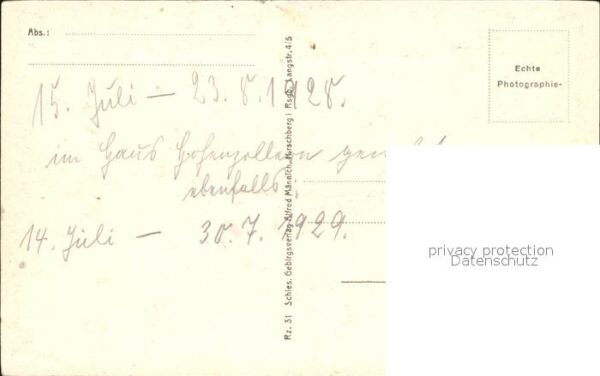 Abs.:
15. Juli – 23.8.1928.
im Haus Hohenzollern
ebenfalls:
14. Juli – 30.7.1929.
Rz. 31 Schles. Gebirgsverlag Alfred Männich, Hirschberg i. Rsgb., Langstr. 4/5
Echte
Photographie-
privacy protection
Datenschutz